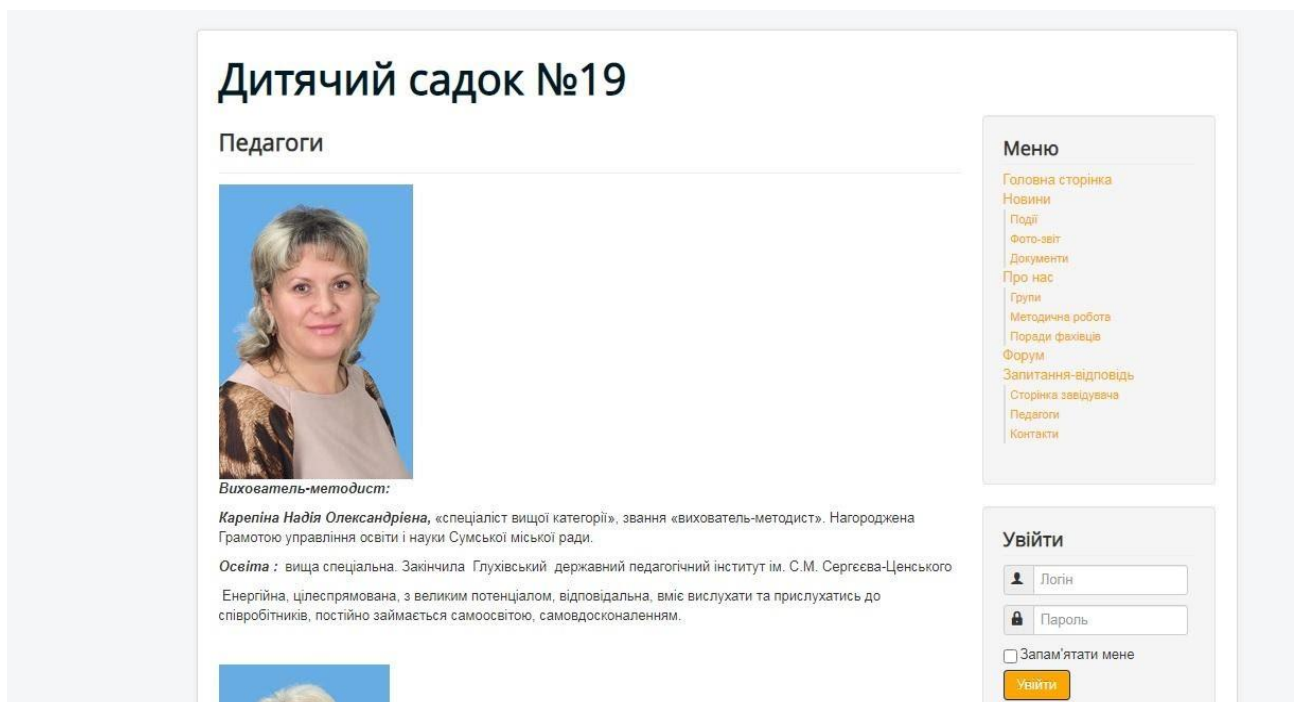 Дитячий садок №19
Педагоги
Вихователь-методист:
Карепіна Надія Олександрівна, «спеціаліст вищої категорії», звання «вихователь-методист». Нагороджена
Грамотою управління освіти і науки Сумської міської ради.
Освіта : вища спеціальна. Закінчила Глухівський державний педагогічний інститут ім. С.М. Сергєєва-Ценського
Енергійна, цілеспрямована, з великим потенціалом, відповідальна, вміє вислухати та прислухатись до
співробітників, постійно займається самоосвітою, самовдосконаленням.
Меню
Головна сторінка
Новини
Події
Фото-звіт
Документи
Про нас
Групи
Методична робота
Поради фахівців
Форум
Запитання-відповідь
Сторінка завідувача
Педагоги
Контакти
Увійти
Логін
Пароль
Запам'ятати мене
Увійти